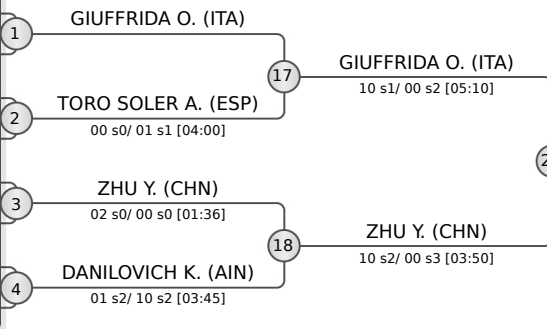 GIUFFRIDA O. (ITA)
1
17
GIUFFRIDA O. (ITA)
10 s1/ 00 s2 [05:10]
TORO SOLER A. (ESP)
2
00 s0/ 01 s1 [04:00]
ZHU Y. (CHN)
3
02 s0/ 00 s0 [01:36]
18
ZHU Y. (CHN)
10 s2/ 00 s3 [03:50]
DANILOVICH K. (AIN)
4
01 s2/ 10 s2 [03:45]